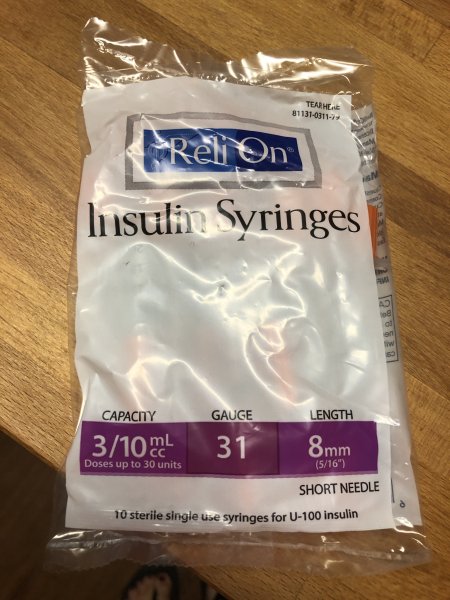 TEAR HERE
81131-0311-79
Reli On®
Insulin Syringes
CAPACITY
3/10 mL cc
Doses up to 30 units
GAUGE
31
LENGTH
8mm
(5/16")
SHORT NEEDLE
10 sterile single use syringes for U-100 insulin